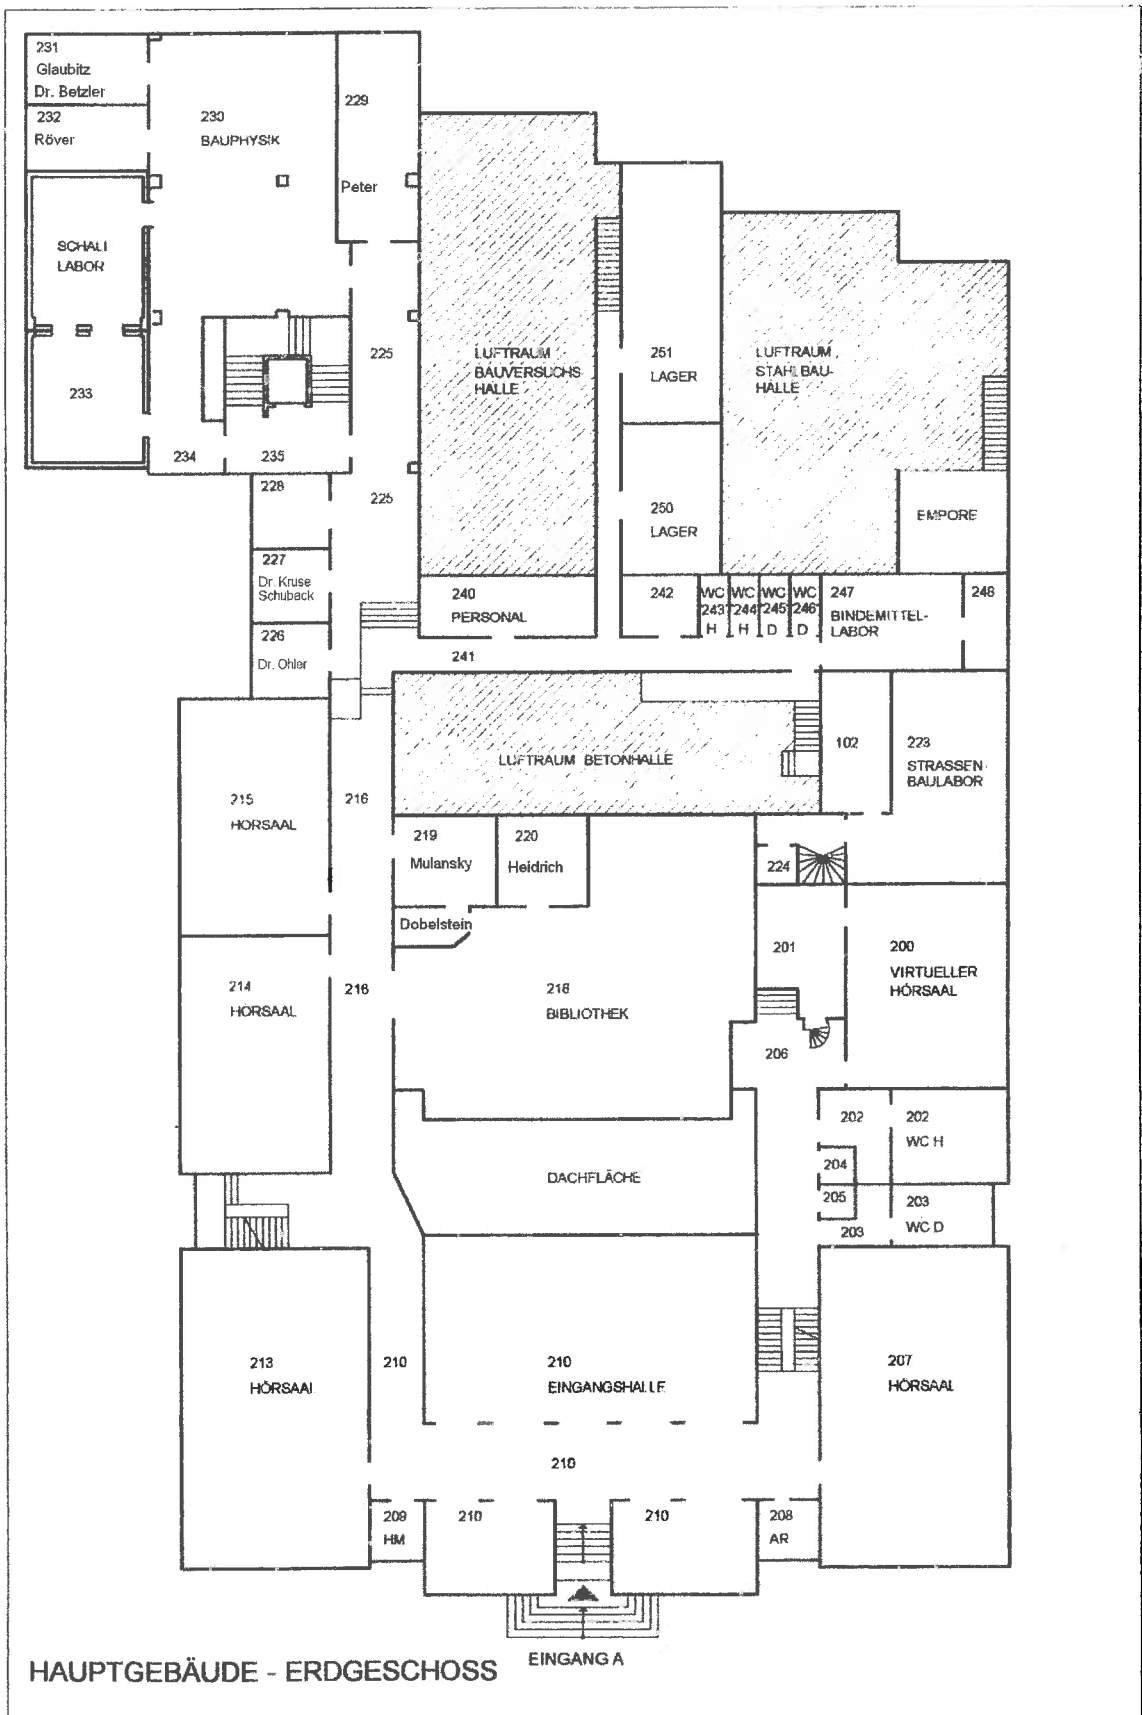 231
Glaubitz
Dr. Betzler
232
Röver
230
BAUPHYSIK
229
Peter
SCHALL
LABOR
233
234
235
225
225
228
227
Dr. Kruse
Schuback
226
Dr. Ohler
LUFTRAUM
BAUVERSUCHS
HALLE
251
LAGER
250
LAGER
LUFTRAUM
STAHLBAU-
HALLE
EMPORE
240
PERSONAL
242
WC
243
H
WC
244
H
WC
245
D
WC
246
D
247
BINDEMITTEL-
LABOR
248
241
LUFTRAUM BETONHALLE
102
223
STRASSEN-
BAULABOR
215
HÖRSAAL
216
219
Mulansky
220
Heidrich
Dobelstein
224
201
200
VIRTUELLER
HÖRSAAL
214
HÖRSAAL
216
218
BIBLIOTHEK
206
202
202
WC H
204
205
203
WC D
203
DACHFLÄCHE
213
HÖRSAAL
210
210
EINGANGSHALLE
207
HÖRSAAL
210
209
HM
210
210
208
AR
EINGANG A
HAUPTGEBÄUDE - ERDGESCHOSS